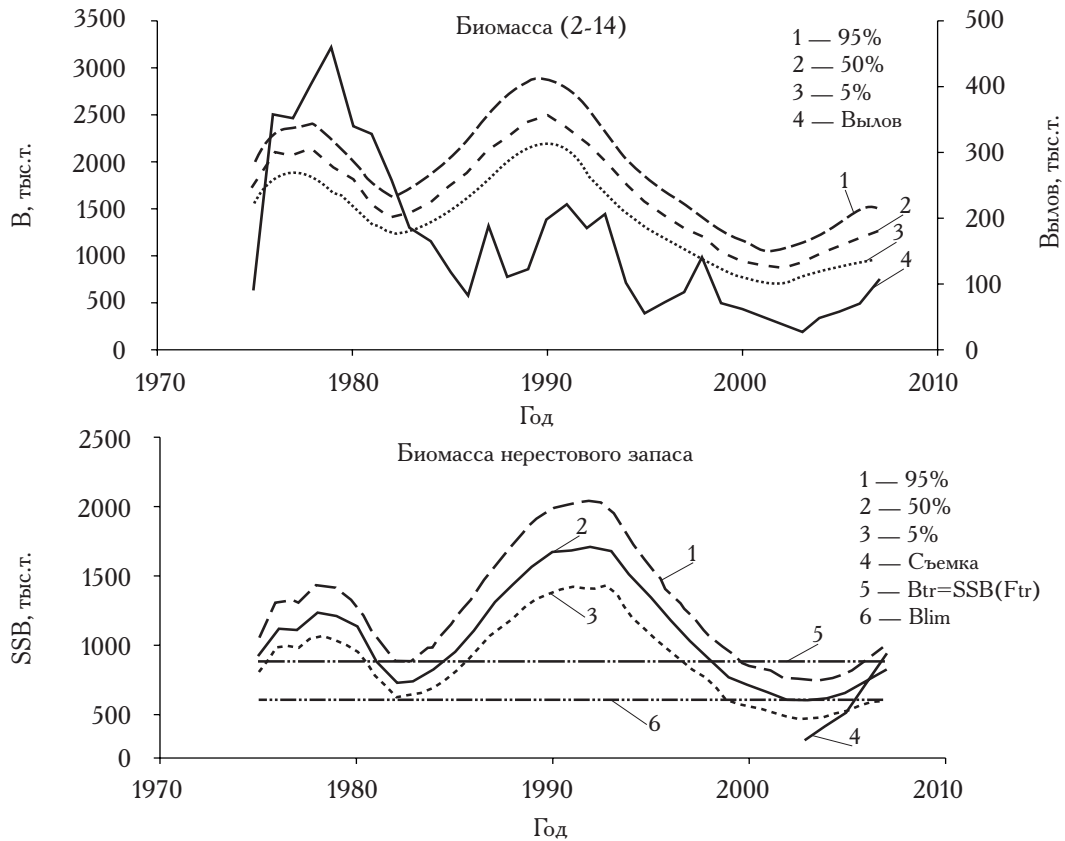 Биомасса (2-14)
В, тыс.т.
3500
3000
2500
2000
1500
1000
500
0
Вылов, тыс.т.
500
400
300
200
100
0
1 — 95%
2 — 50%
3 — 5%
4 — Вылов
1
2
3
4
1970
1980
1990
2000
2010
Год
Биомасса нерестового запаса
SSB, тыс.т.
2500
2000
1500
1000
500
0
1 — 95%
2 — 50%
3 — 5%
4 — Съемка
5 — Btr=SSB(Ftr)
6 — Blim
2
1
3
5
6
4
1970
1980
1990
2000
2010
Год